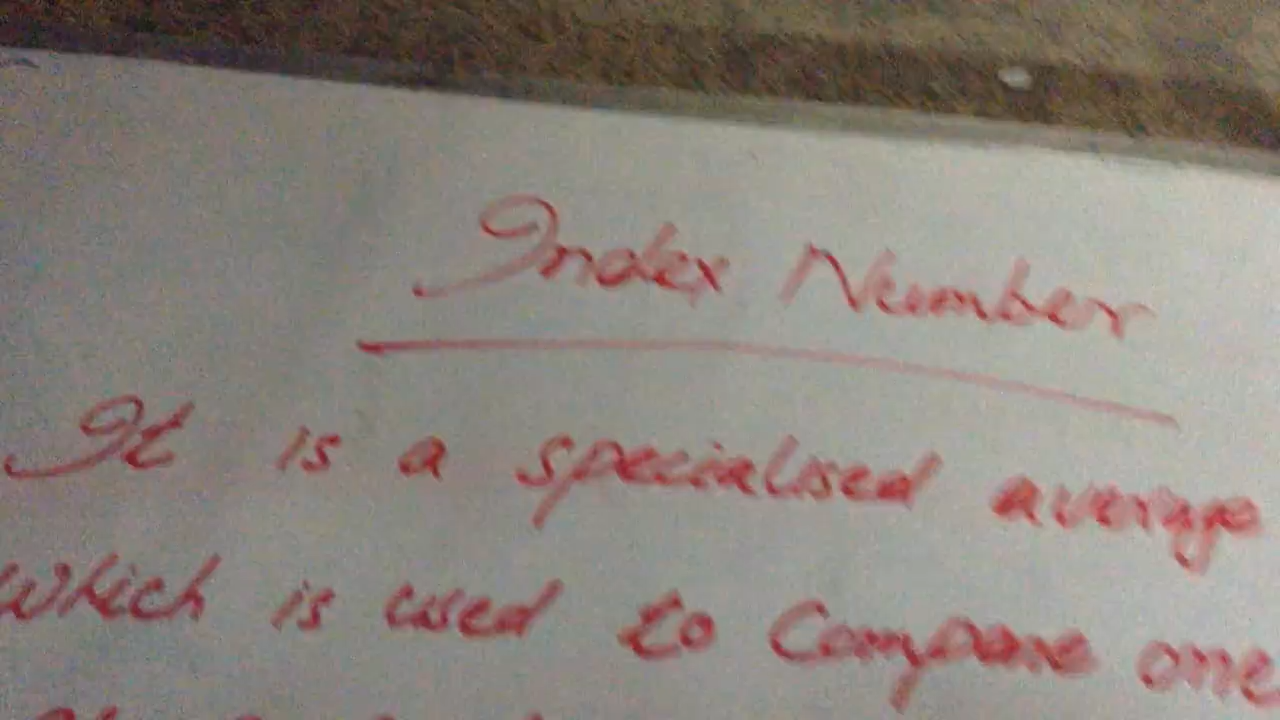 Index Number
It is a specialised average
which is used to Compare one